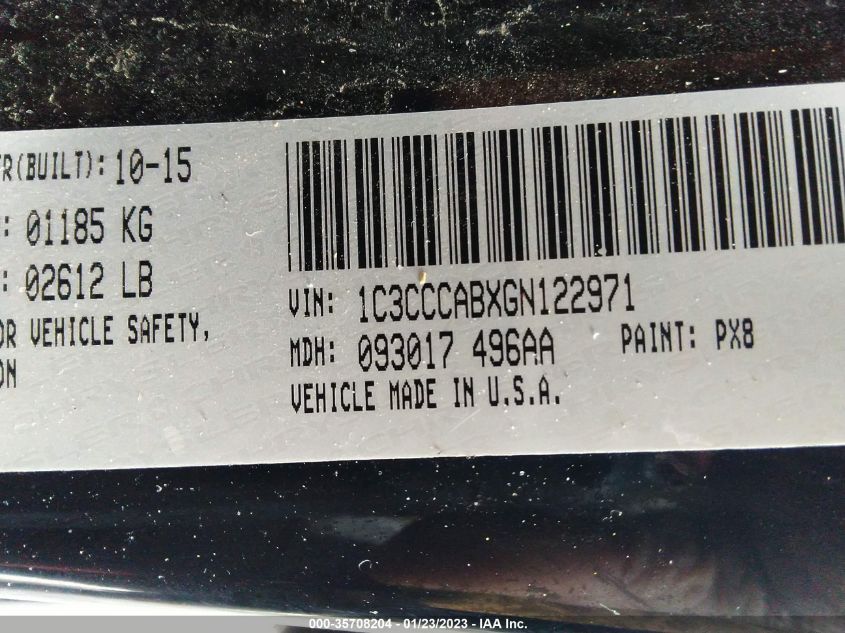 TR(BUILT): 10-15
: 01185 KG
: 02612 LB
OR VEHICLE SAFETY,
ON
VIN: 1C3CCCABXGN122971
MDH: 093017 496AA PAINT: PX8
VEHICLE MADE IN U.S.A.
000-35708204 - 01/23/2023 - IAA Inc.